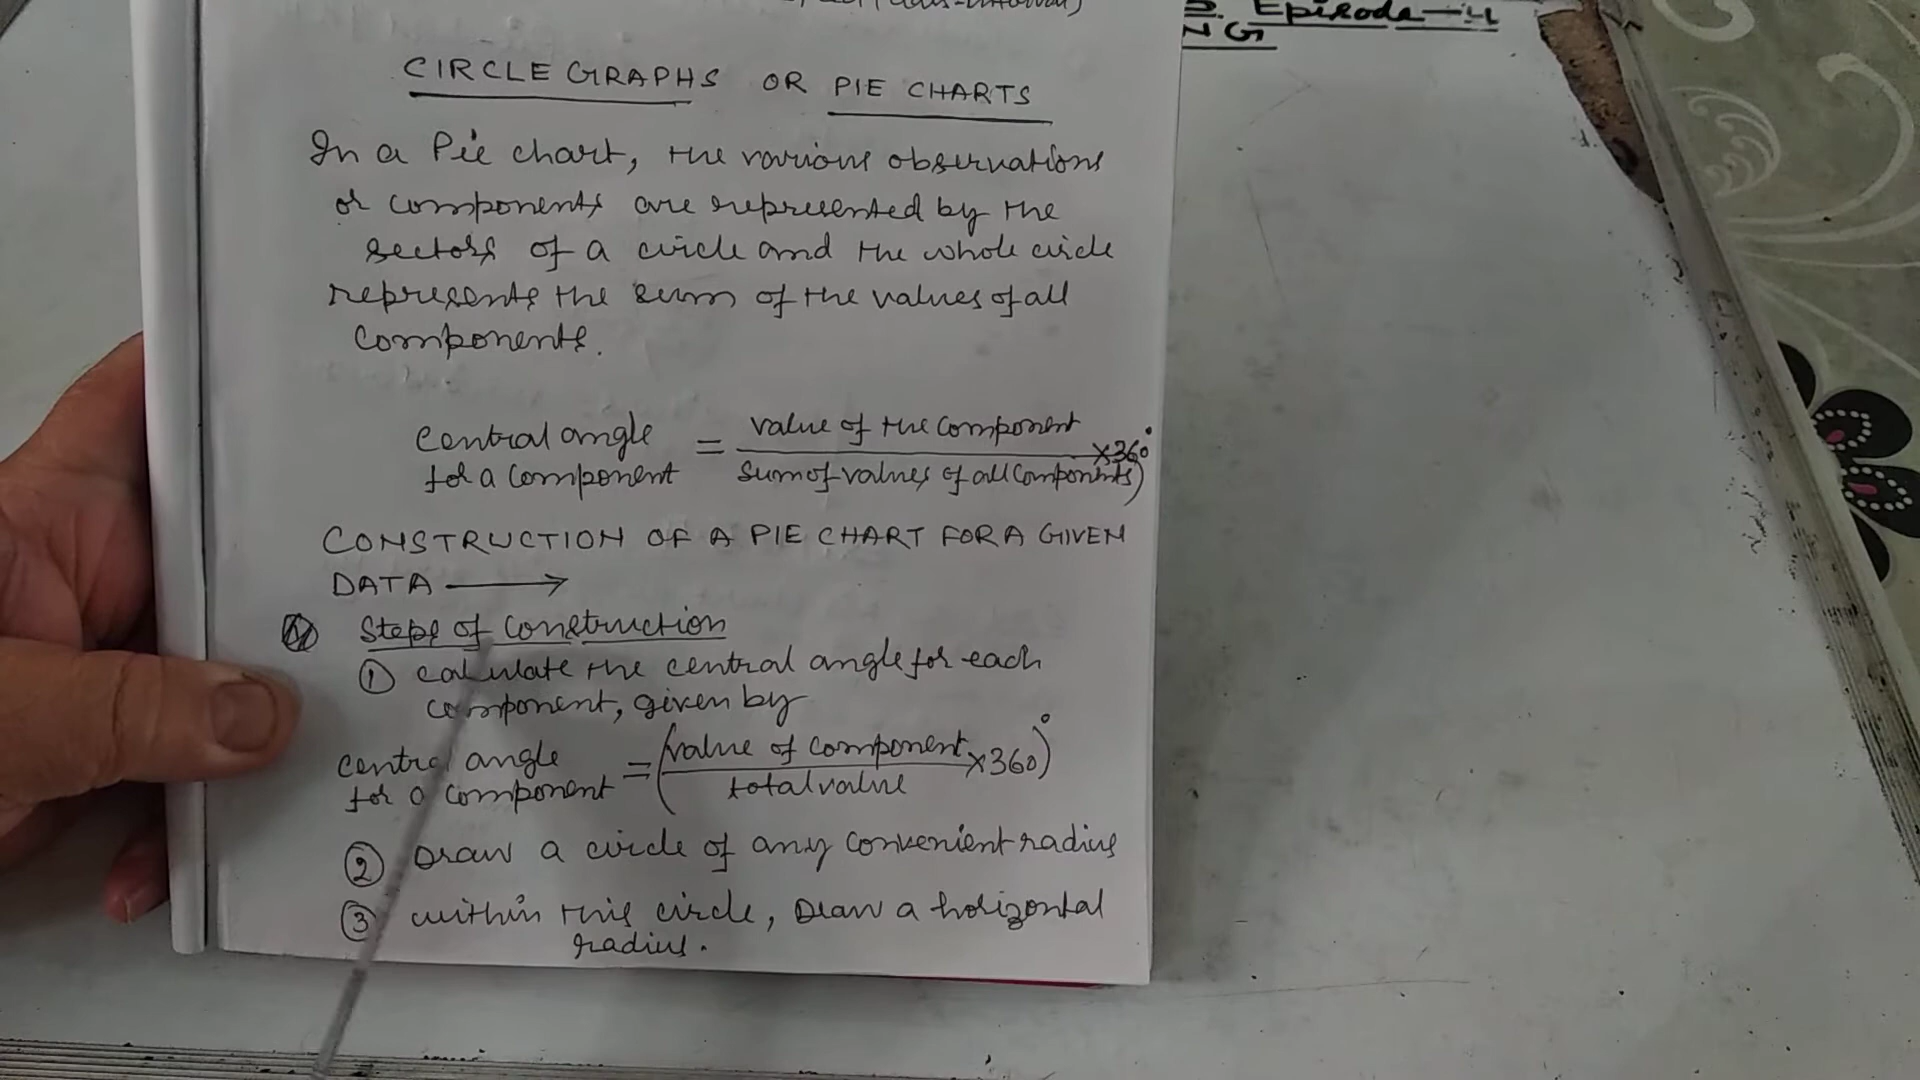 Episode-4
NG
CIRCLE GRAPHS OR PIE CHARTS
In a Pie chart, the various observations
or components are represented by the
sectors of a circle and the whole circle
represents the sum of the values of all
components.
central angle for a component = value of the component / sum of values of all components) ×360°
CONSTRUCTION OF A PIE CHART FOR A GIVEN
DATA →
Steps of construction
① calculate the central angle for each
component, given by
central angle for a component = (value of component / total value ×360)°
② Draw a circle of any convenient radius
③ within this circle, Draw a horizontal
radius.